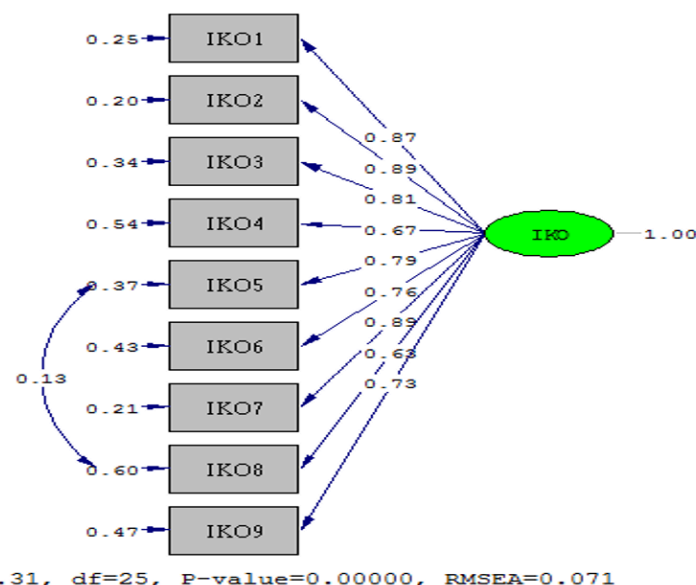 0.25 IKO1
0.20 IKO2
0.87
0.89
0.34 IKO3
0.81
0.54 IKO4
0.67
IKO 1.00
0.79
0.37 IKO5
0.76
0.89
0.43 IKO6
0.63
0.13
0.73
0.21 IKO7
0.60 IKO8
0.47 IKO9
.31, df=25, P-value=0.00000, RMSEA=0.071